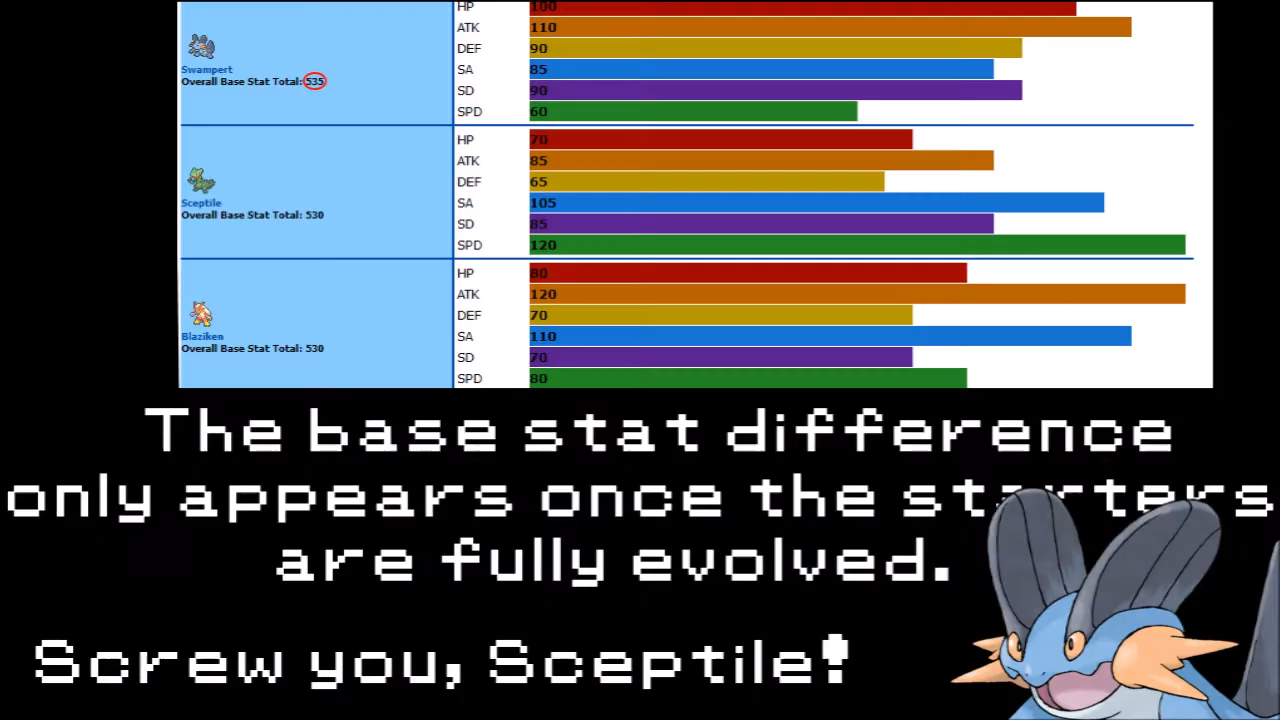 HP 100
ATK 110
DEF 90
Swampert
SA 85
Overall Base Stat Total: 535
SD 90
SPD 60
HP 70
ATK 85
DEF 65
Sceptile
SA 105
Overall Base Stat Total: 530
SD 85
SPD 120
HP 80
ATK 120
DEF 70
Blaziken
SA 110
Overall Base Stat Total: 530
SD 70
SPD 80
The base stat difference
only appears once the starters
are fully evolved.
Screw you, Sceptile!